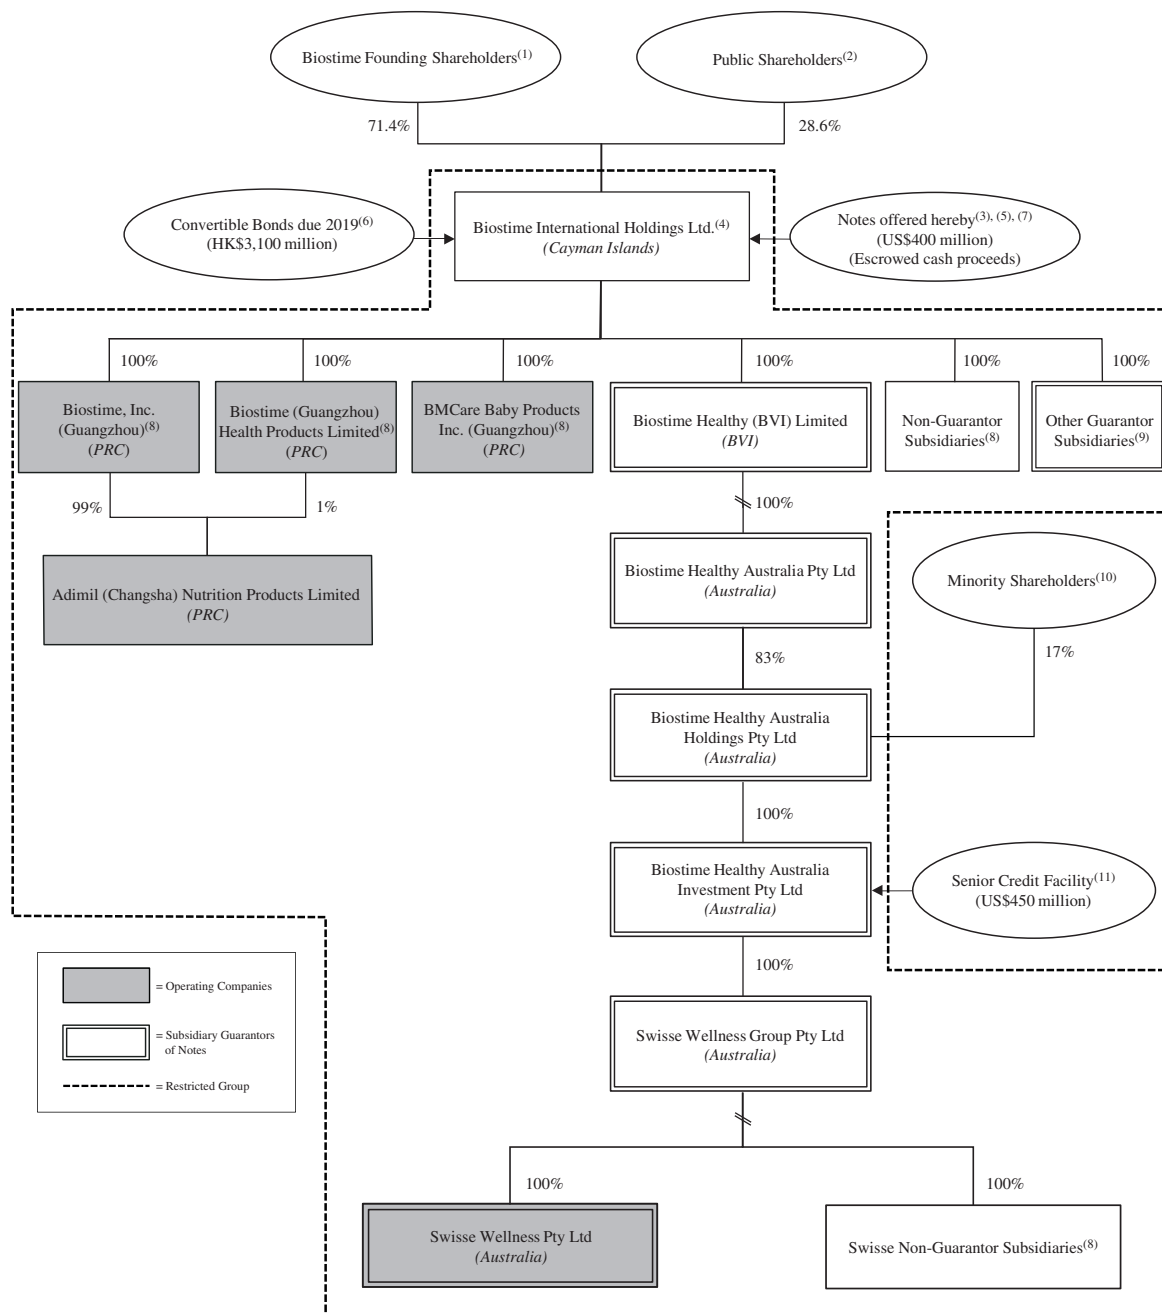 Biostime Founding Shareholders(1)
Public Shareholders(2)
71.4%
28.6%
Convertible Bonds due 2019(6)
(HK$3,100 million)
Biostime International Holdings Ltd.(4)
(Cayman Islands)
Notes offered hereby(3), (5), (7)
(US$400 million)
(Escrowed cash proceeds)
100%
100%
100%
100%
100%
100%
Biostime, Inc.
(Guangzhou)(8)
(PRC)
Biostime (Guangzhou)
Health Products Limited(8)
(PRC)
BMCare Baby Products
Inc. (Guangzhou)(8)
(PRC)
Biostime Healthy (BVI) Limited
(BVI)
Non-Guarantor
Subsidiaries(8)
Other Guarantor
Subsidiaries(9)
99%
1%
100%
Adimil (Changsha) Nutrition Products Limited
(PRC)
Biostime Healthy Australia Pty Ltd
(Australia)
Minority Shareholders(10)
83%
17%
Biostime Healthy Australia
Holdings Pty Ltd
(Australia)
100%
Biostime Healthy Australia
Investment Pty Ltd
(Australia)
Senior Credit Facility(11)
(US$450 million)
100%
= Operating Companies
= Subsidiary Guarantors
of Notes
= Restricted Group
Swisse Wellness Group Pty Ltd
(Australia)
100%
100%
Swisse Wellness Pty Ltd
(Australia)
Swisse Non-Guarantor Subsidiaries(8)